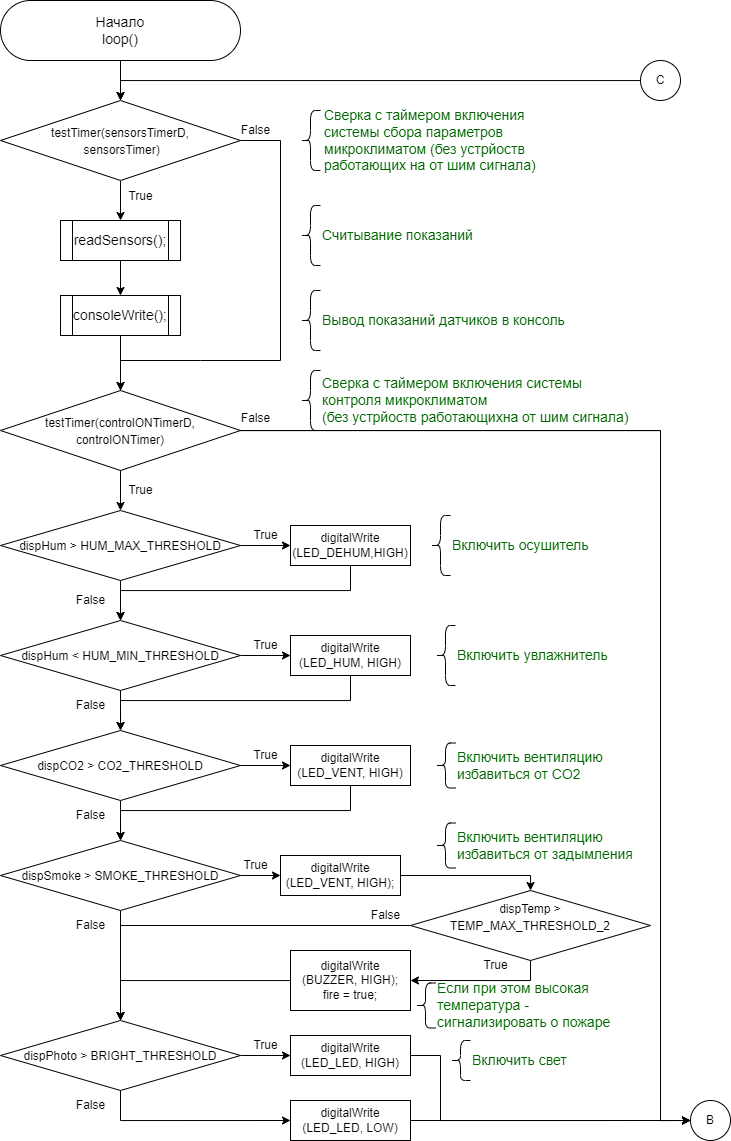 Начало
loop()
C
testTimer(sensorsTimerD,
sensorsTimer)
False
Сверка с таймером включения
системы сбора параметров
микроклиматом (без устрйоств
работающих на от шим сигнала)
True
readSensors();
Считывание показаний
consoleWrite();
Вывод показаний датчиков в консоль
testTimer(controlONTimerD,
controlONTimer)
False
Сверка с таймером включения системы
контроля микроклиматом
(без устрйоств работающихна от шим сигнала)
True
dispHum > HUM_MAX_THRESHOLD
True
digitalWrite
(LED_DEHUM,HIGH)
Включить осушитель
False
dispHum < HUM_MIN_THRESHOLD
True
digitalWrite
(LED_HUM, HIGH)
Включить увлажнитель
False
dispCO2 > CO2_THRESHOLD
True
digitalWrite
(LED_VENT, HIGH)
Включить вентиляцию
избавиться от CO2
False
dispSmoke > SMOKE_THRESHOLD
True
digitalWrite
(LED_VENT, HIGH);
Включить вентиляцию
избавиться от задымления
False
False
dispTemp >
TEMP_MAX_THRESHOLD_2
True
digitalWrite
(BUZZER, HIGH);
fire = true;
Если при этом высокая
температура -
сигнализировать о пожаре
dispPhoto > BRIGHT_THRESHOLD
True
digitalWrite
(LED_LED, HIGH)
Включить свет
False
digitalWrite
(LED_LED, LOW)
B